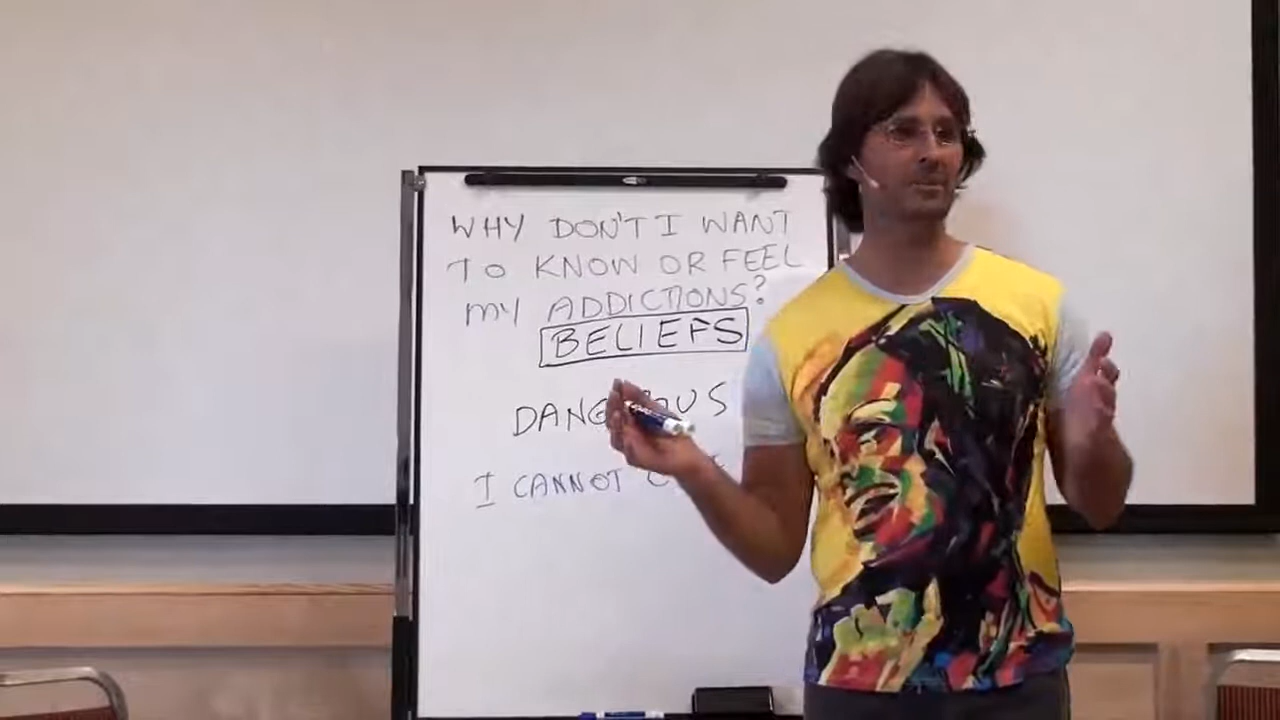 WHY DON'T I WANT
TO KNOW OR FEEL
MY ADDICTIONS?
BELIEFS
I CANNOT